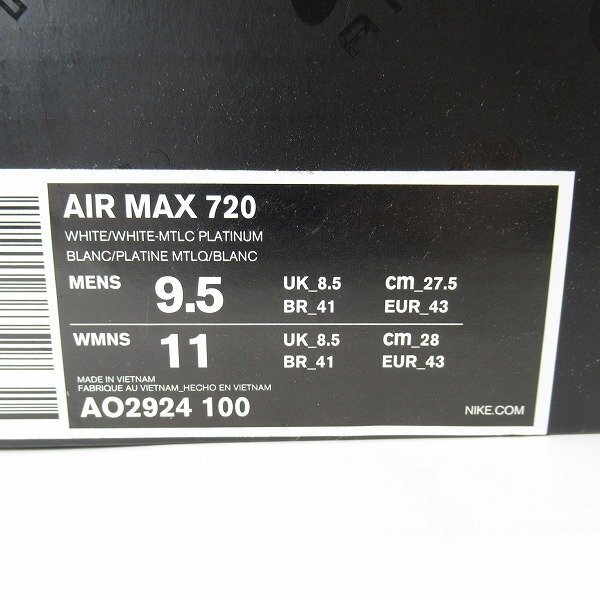 AIR MAX 720
WHITE/WHITE-MTLC PLATINUM
BLANC/PLATINE MTLQ/BLANC
MENS 9.5 UK_8.5 cm_27.5
BR_41 EUR_43
WMNS 11 UK_8.5 cm_28
BR_41 EUR_43
MADE IN VIETNAM
FABRIQUE AU VIETNAM_HECHO EN VIETNAM
AO2924 100 NIKE.COM